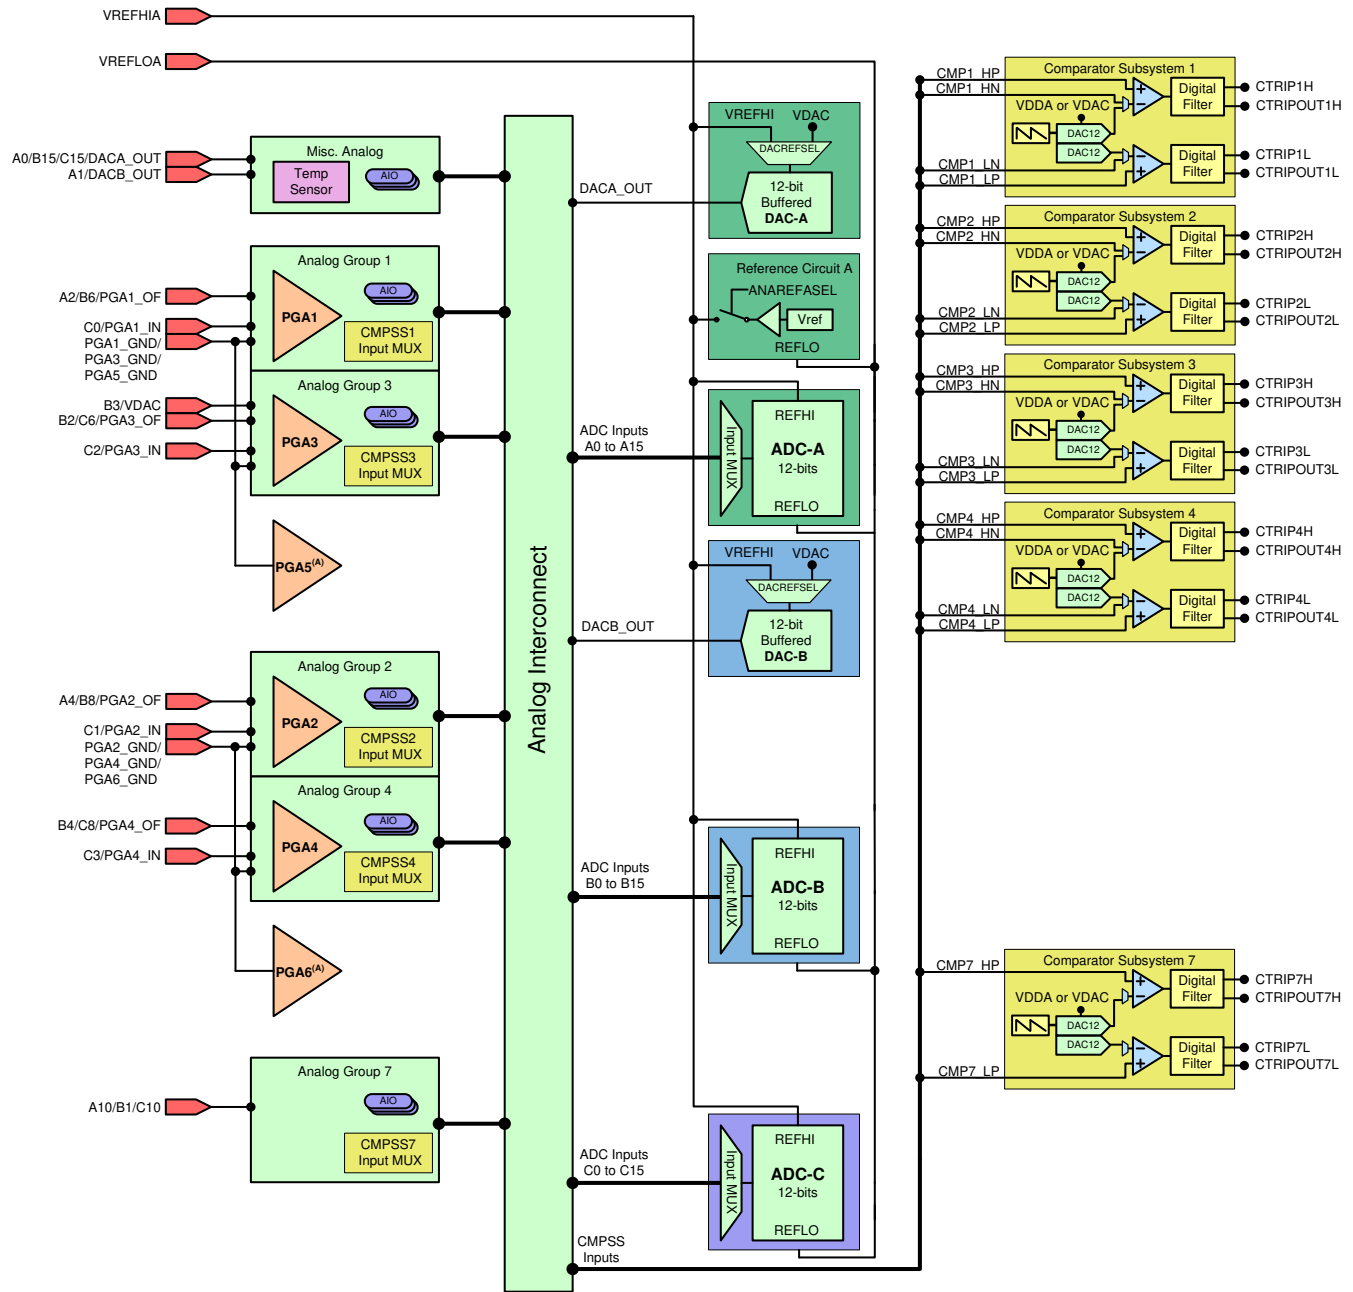 VREFHIA
VREFLOA
A0/B15/C15/DACA_OUT
A1/DACB_OUT
Misc. Analog
Temp
Sensor
AIO
Analog Group 1
A2/B6/PGA1_OF
C0/PGA1_IN
PGA1_GND/
PGA3_GND/
PGA5_GND
PGA1
AIO
CMPSS1
Input MUX
Analog Group 3
B3/VDAC
B2/C6/PGA3_OF
C2/PGA3_IN
PGA3
AIO
CMPSS3
Input MUX
PGA5(A)
Analog Group 2
A4/B8/PGA2_OF
C1/PGA2_IN
PGA2_GND/
PGA4_GND/
PGA6_GND
PGA2
AIO
CMPSS2
Input MUX
Analog Group 4
B4/C8/PGA4_OF
C3/PGA4_IN
PGA4
AIO
CMPSS4
Input MUX
PGA6(A)
Analog Group 7
A10/B1/C10
AIO
CMPSS7
Input MUX
Analog Interconnect
DACA_OUT
VREFHI
VDAC
DACREFSEL
12-bit
Buffered
DAC-A
Reference Circuit A
ANAREFASEL
Vref
REFLO
ADC Inputs
A0 to A15
Input MUX
REFHI
ADC-A
12-bits
REFLO
DACB_OUT
VREFHI
VDAC
DACREFSEL
12-bit
Buffered
DAC-B
ADC Inputs
B0 to B15
Input MUX
REFHI
ADC-B
12-bits
REFLO
ADC Inputs
C0 to C15
Input MUX
REFHI
ADC-C
12-bits
REFLO
CMPSS
Inputs
CMP1_HP
CMP1_HN
CMP1_LN
CMP1_LP
Comparator Subsystem 1
VDDA or VDAC
DAC12
DAC12
Digital
Filter
Digital
Filter
CTRIP1H
CTRIPOUT1H
CTRIP1L
CTRIPOUT1L
CMP2_HP
CMP2_HN
CMP2_LN
CMP2_LP
Comparator Subsystem 2
VDDA or VDAC
DAC12
DAC12
Digital
Filter
Digital
Filter
CTRIP2H
CTRIPOUT2H
CTRIP2L
CTRIPOUT2L
CMP3_HP
CMP3_HN
CMP3_LN
CMP3_LP
Comparator Subsystem 3
VDDA or VDAC
DAC12
DAC12
Digital
Filter
Digital
Filter
CTRIP3H
CTRIPOUT3H
CTRIP3L
CTRIPOUT3L
CMP4_HP
CMP4_HN
CMP4_LN
CMP4_LP
Comparator Subsystem 4
VDDA or VDAC
DAC12
DAC12
Digital
Filter
Digital
Filter
CTRIP4H
CTRIPOUT4H
CTRIP4L
CTRIPOUT4L
CMP7_HP
CMP7_LP
Comparator Subsystem 7
VDDA or VDAC
DAC12
DAC12
Digital
Filter
Digital
Filter
CTRIP7H
CTRIPOUT7H
CTRIP7L
CTRIPOUT7L